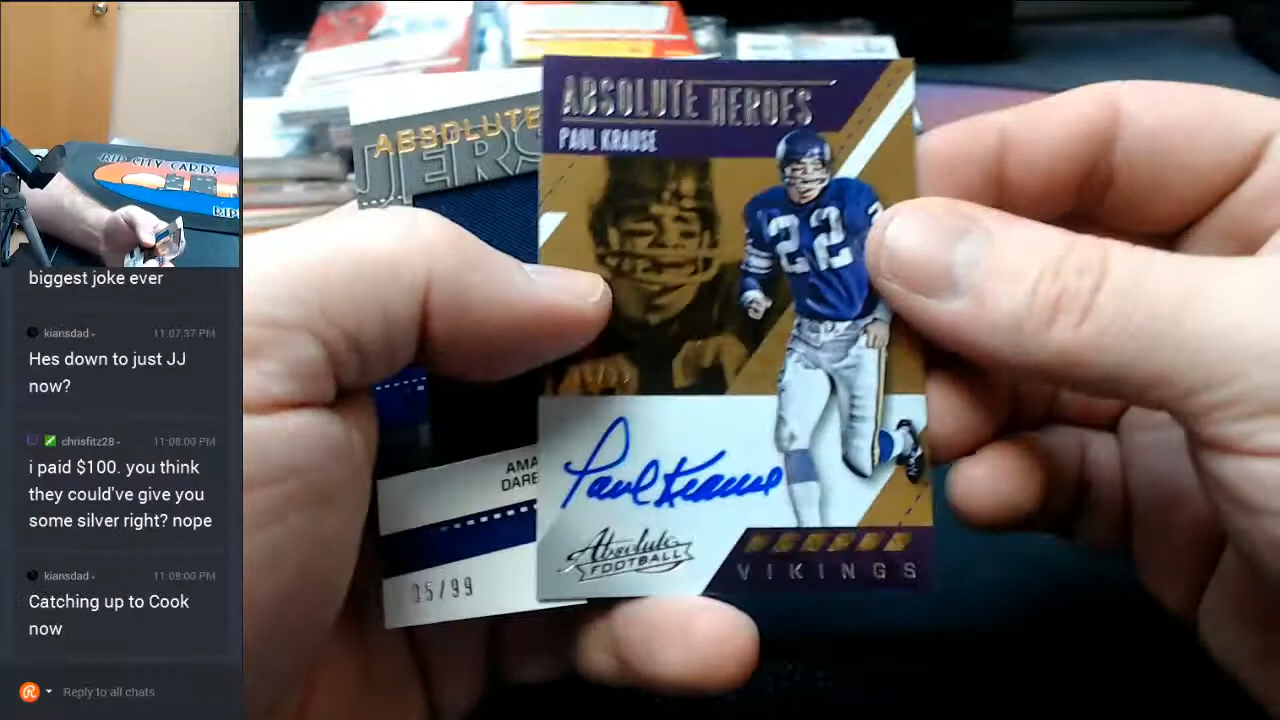 RIP CITY CARDS
RIP
biggest joke ever
kiansdad
11:07:37 PM
Hes down to just JJ
now?
chrisfitz28
11:08:00 PM
i paid $100. you think
they could've give you
some silver right? nope
kiansdad
11:08:00 PM
Catching up to Cook
now
Reply to all chats
ABSOLUTE
JERS
AMA
DARE
05/99
ABSOLUTE HEROES
PAUL KRAUSE
22
Paul Krause
Absolute
FOOTBALL
VIKINGS